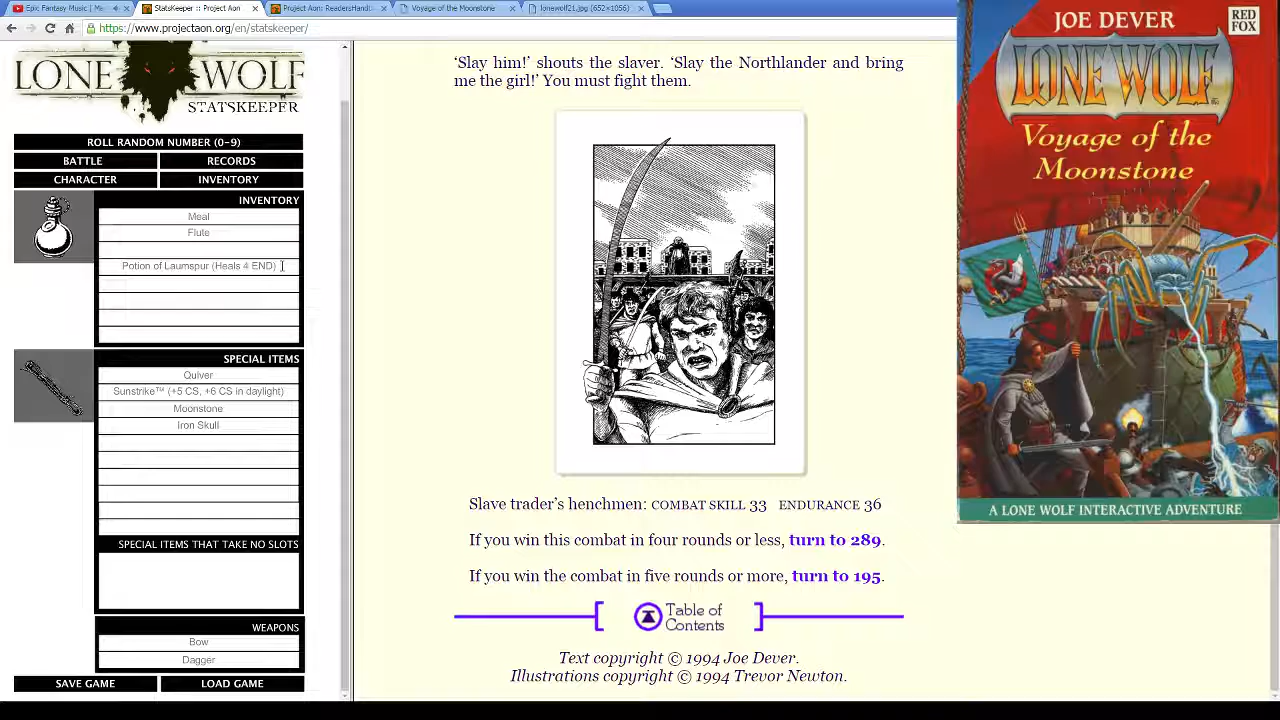 Epic Fantasy Music | M
StatsKeeper :: Project Aon
Project Aon: ReadersHandl
Voyage of the Moonstone
lonewolf21.jpg (652×1056)
https://www.projectaon.org/en/statskeeper/
LONE WOLF
STATSKEEPER
ROLL RANDOM NUMBER (0-9)
BATTLE
RECORDS
CHARACTER
INVENTORY
INVENTORY
Meal
Flute
Potion of Laumspur (Heals 4 END)
SPECIAL ITEMS
Quiver
Sunstrike™ (+5 CS, +6 CS in daylight)
Moonstone
Iron Skull
SPECIAL ITEMS THAT TAKE NO SLOTS
WEAPONS
Bow
Dagger
SAVE GAME
LOAD GAME
‘Slay him!’ shouts the slaver. ‘Slay the Northlander and bring
me the girl!’ You must fight them.
Slave trader’s henchmen: COMBAT SKILL 33 ENDURANCE 36
If you win this combat in four rounds or less, turn to 289.
If you win the combat in five rounds or more, turn to 195.
Table of
Contents
Text copyright © 1994 Joe Dever.
Illustrations copyright © 1994 Trevor Newton.
JOE DEVER
RED
FOX
LONE WOLF
Voyage of the
Moonstone
A LONE WOLF INTERACTIVE ADVENTURE